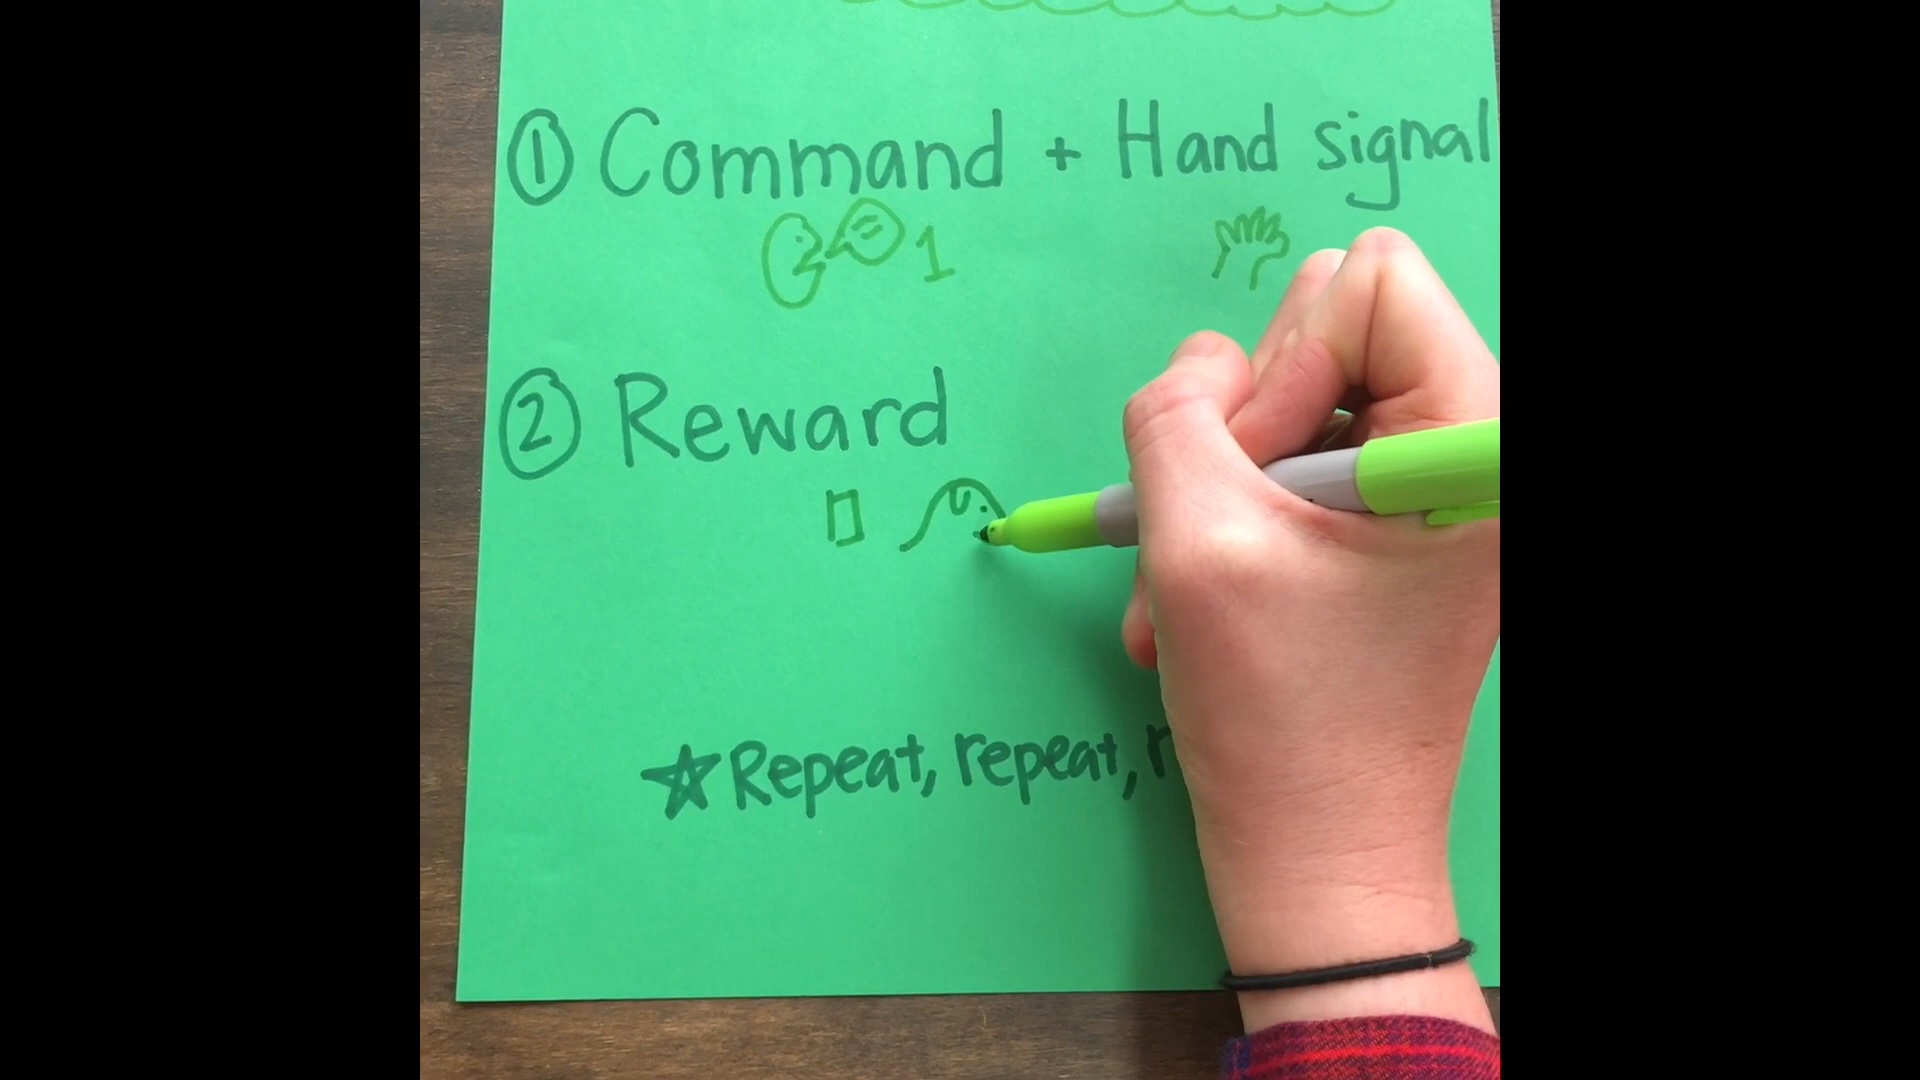 ① Command + Hand signal
1
② Reward
☆ Repeat, repeat,